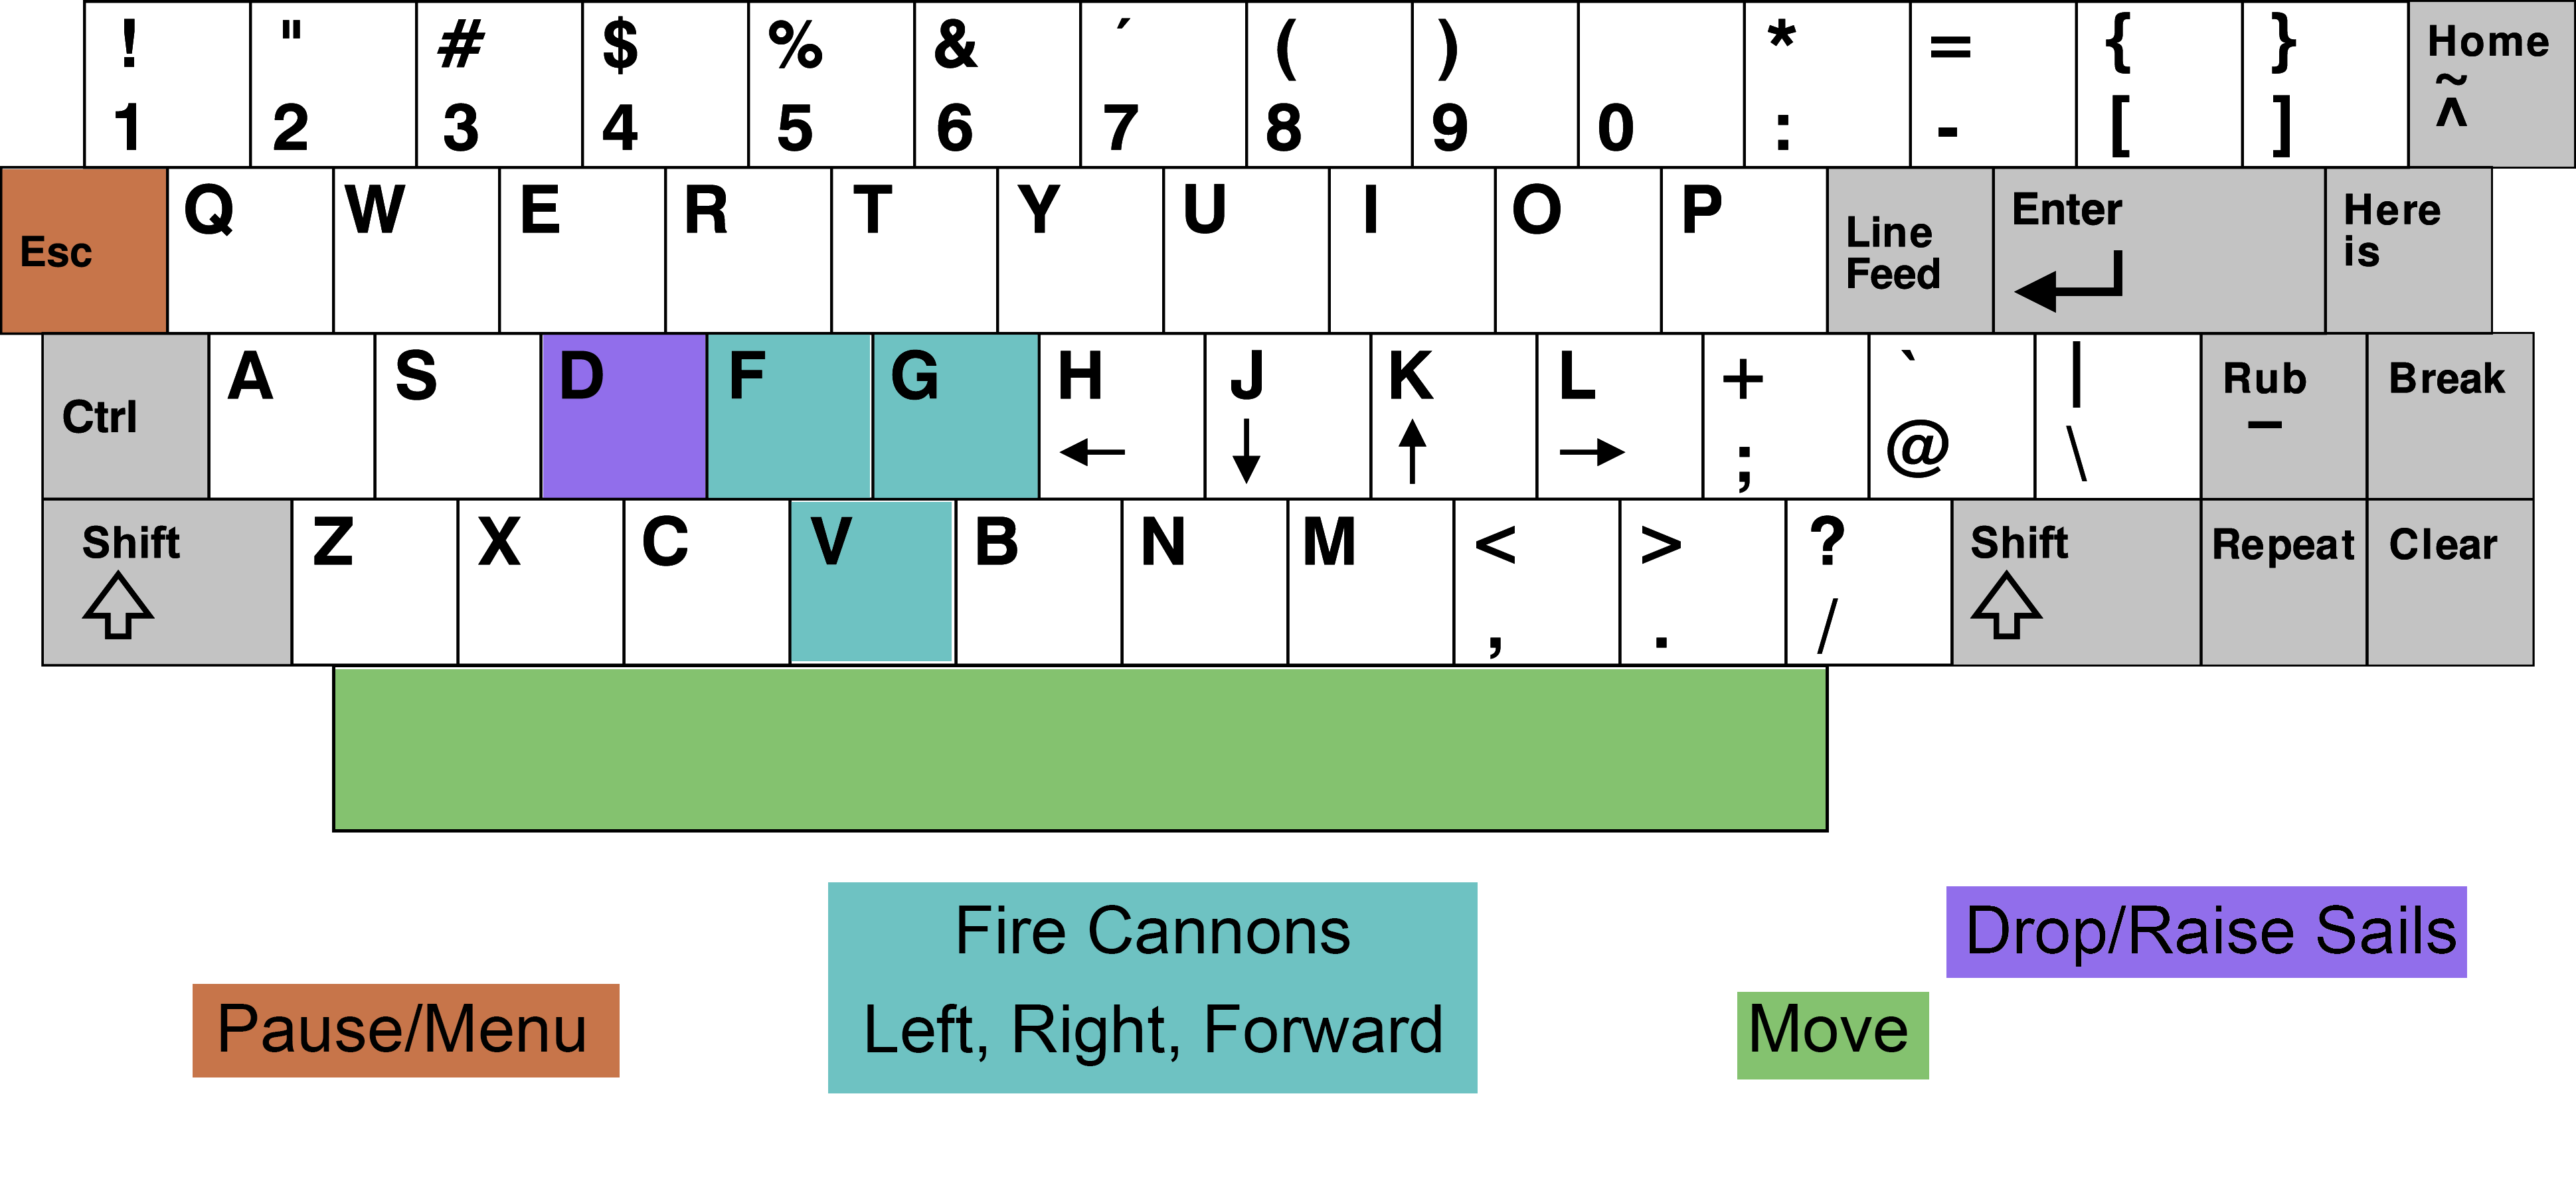 ! " # $ % & ´ ( ) * = { } Home
1 2 3 4 5 6 7 8 9 0 : - [ ] ~ ^
Esc Q W E R T Y U I O P Line Feed Enter Here is
Ctrl A S D F G H J K L + ; ` @ | \ Rub — Break
Shift Z X C V B N M < , > . ? / Shift Repeat Clear
Fire Cannons
Left, Right, Forward
Drop/Raise Sails
Pause/Menu
Move